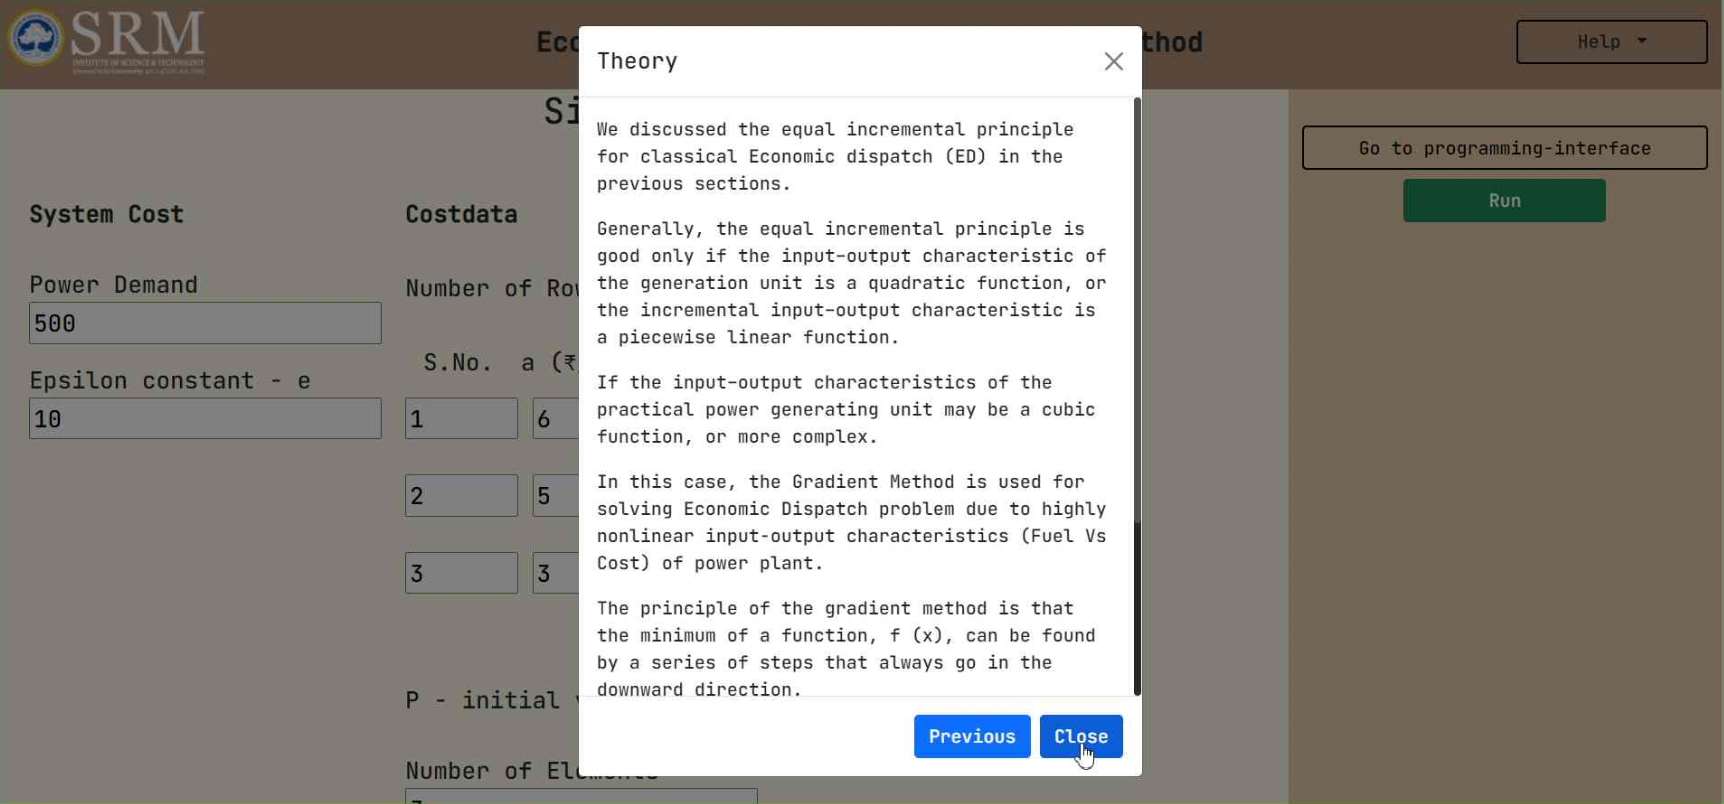 SRM
INSTITUTE OF SCIENCE & TECHNOLOGY
Help
thod
Theory
Go to programming-interface
Run
System Cost
Costdata
Power Demand
500
Number of
Epsilon constant - e
10
S.No. a (₹
1 6
2 5
3 3
P - initial
Number of Elements
We discussed the equal incremental principle
for classical Economic dispatch (ED) in the
previous sections.
Generally, the equal incremental principle is
good only if the input-output characteristic of
the generation unit is a quadratic function, or
the incremental input-output characteristic is
a piecewise linear function.
If the input-output characteristics of the
practical power generating unit may be a cubic
function, or more complex.
In this case, the Gradient Method is used for
solving Economic Dispatch problem due to highly
nonlinear input-output characteristics (Fuel Vs
Cost) of power plant.
The principle of the gradient method is that
the minimum of a function, f (x), can be found
by a series of steps that always go in the
downward direction.
Previous Close